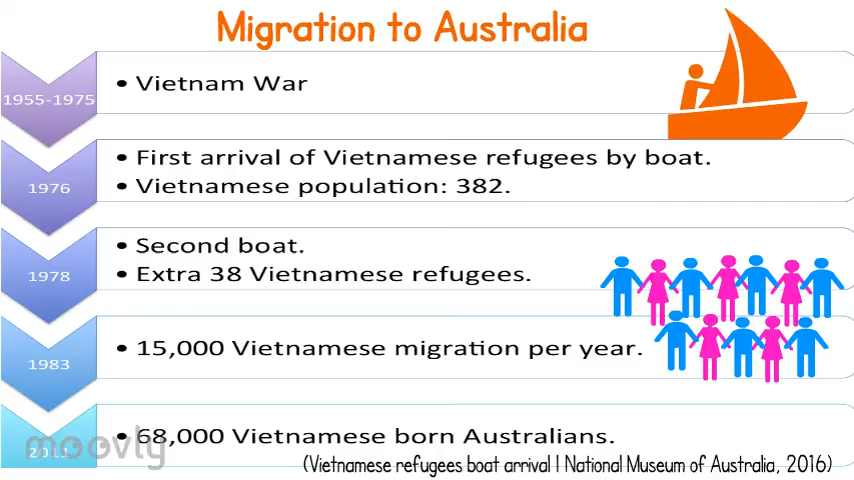 Migration to Australia
1955-1975
• Vietnam War
1976
• First arrival of Vietnamese refugees by boat.
• Vietnamese population: 382.
1978
• Second boat.
• Extra 38 Vietnamese refugees.
1983
• 15,000 Vietnamese migration per year.
• 68,000 Vietnamese born Australians.
moovly
(Vietnamese refugees boat arrival | National Museum of Australia, 2016)